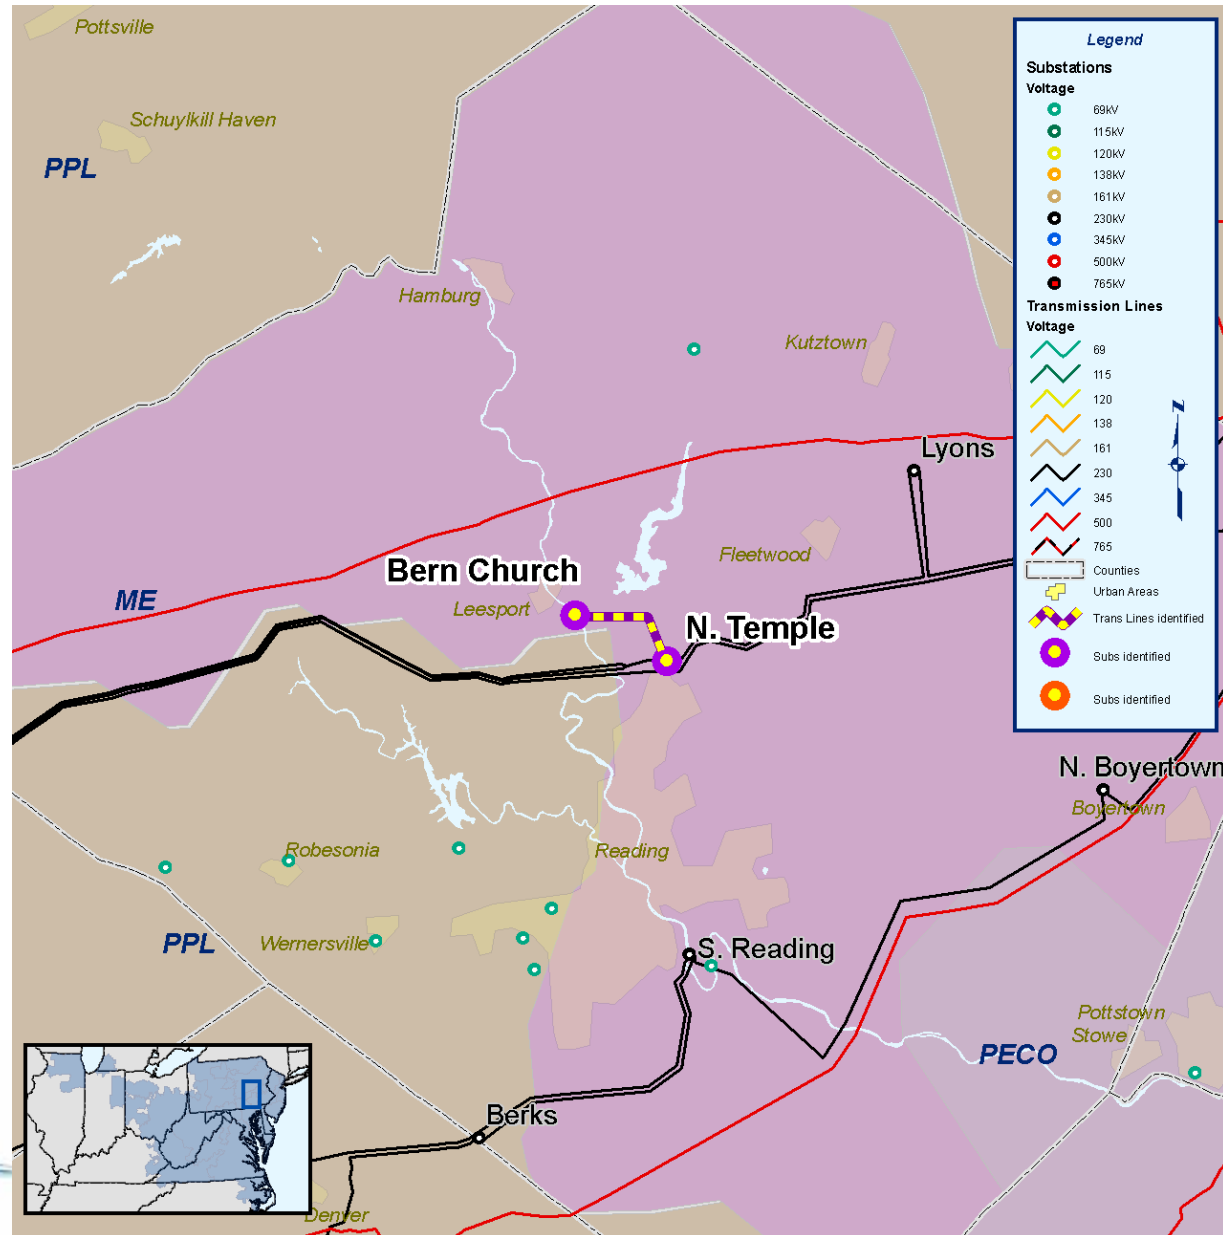 Pottsville
Schuylkill Haven
PPL
Hamburg
Kutztown
Lyons
Bern Church
Fleetwood
ME
Leesport
N. Temple
N. Boyertown
Boyertown
Robesonia
Reading
PPL
Wernersville
S. Reading
Pottstown
Stowe
PECO
Berks
Denver
Legend
Substations
Voltage
69kV
115kV
120kV
138kV
161kV
230kV
345kV
500kV
765kV
Transmission Lines
Voltage
69
115
120
138
161
230
345
500
765
Counties
Urban Areas
Trans Lines identified
Subs identified
Subs identified
N